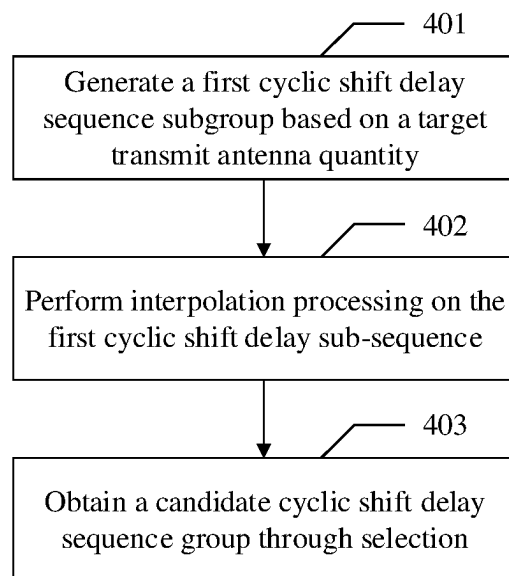 401
Generate a first cyclic shift delay
sequence subgroup based on a target
transmit antenna quantity
402
Perform interpolation processing on the
first cyclic shift delay sub-sequence
403
Obtain a candidate cyclic shift delay
sequence group through selection